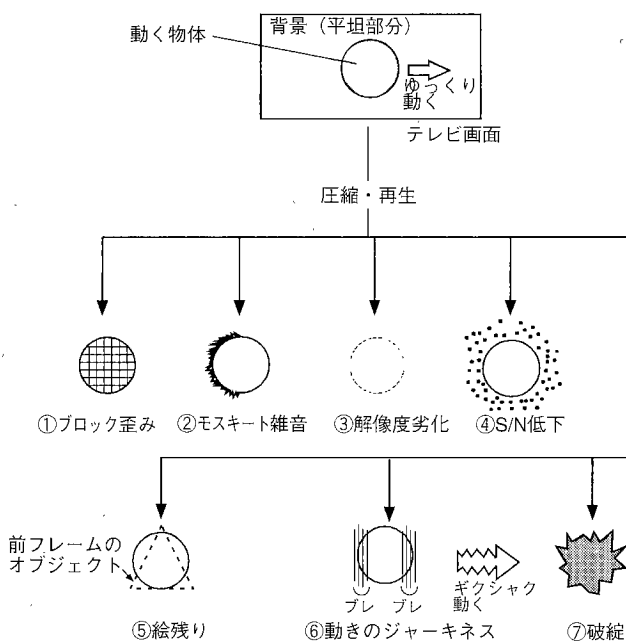 背景（平坦部分）
動く物体
ゆっくり
動く
テレビ画面
圧縮・再生
①ブロック歪み
②モスキート雑音
③解像度劣化
④S/N低下
前フレームの
オブジェクト
ブレ
ブレ
ギクシャク
動く
⑤絵残り
⑥動きのジャーキネス
⑦破綻